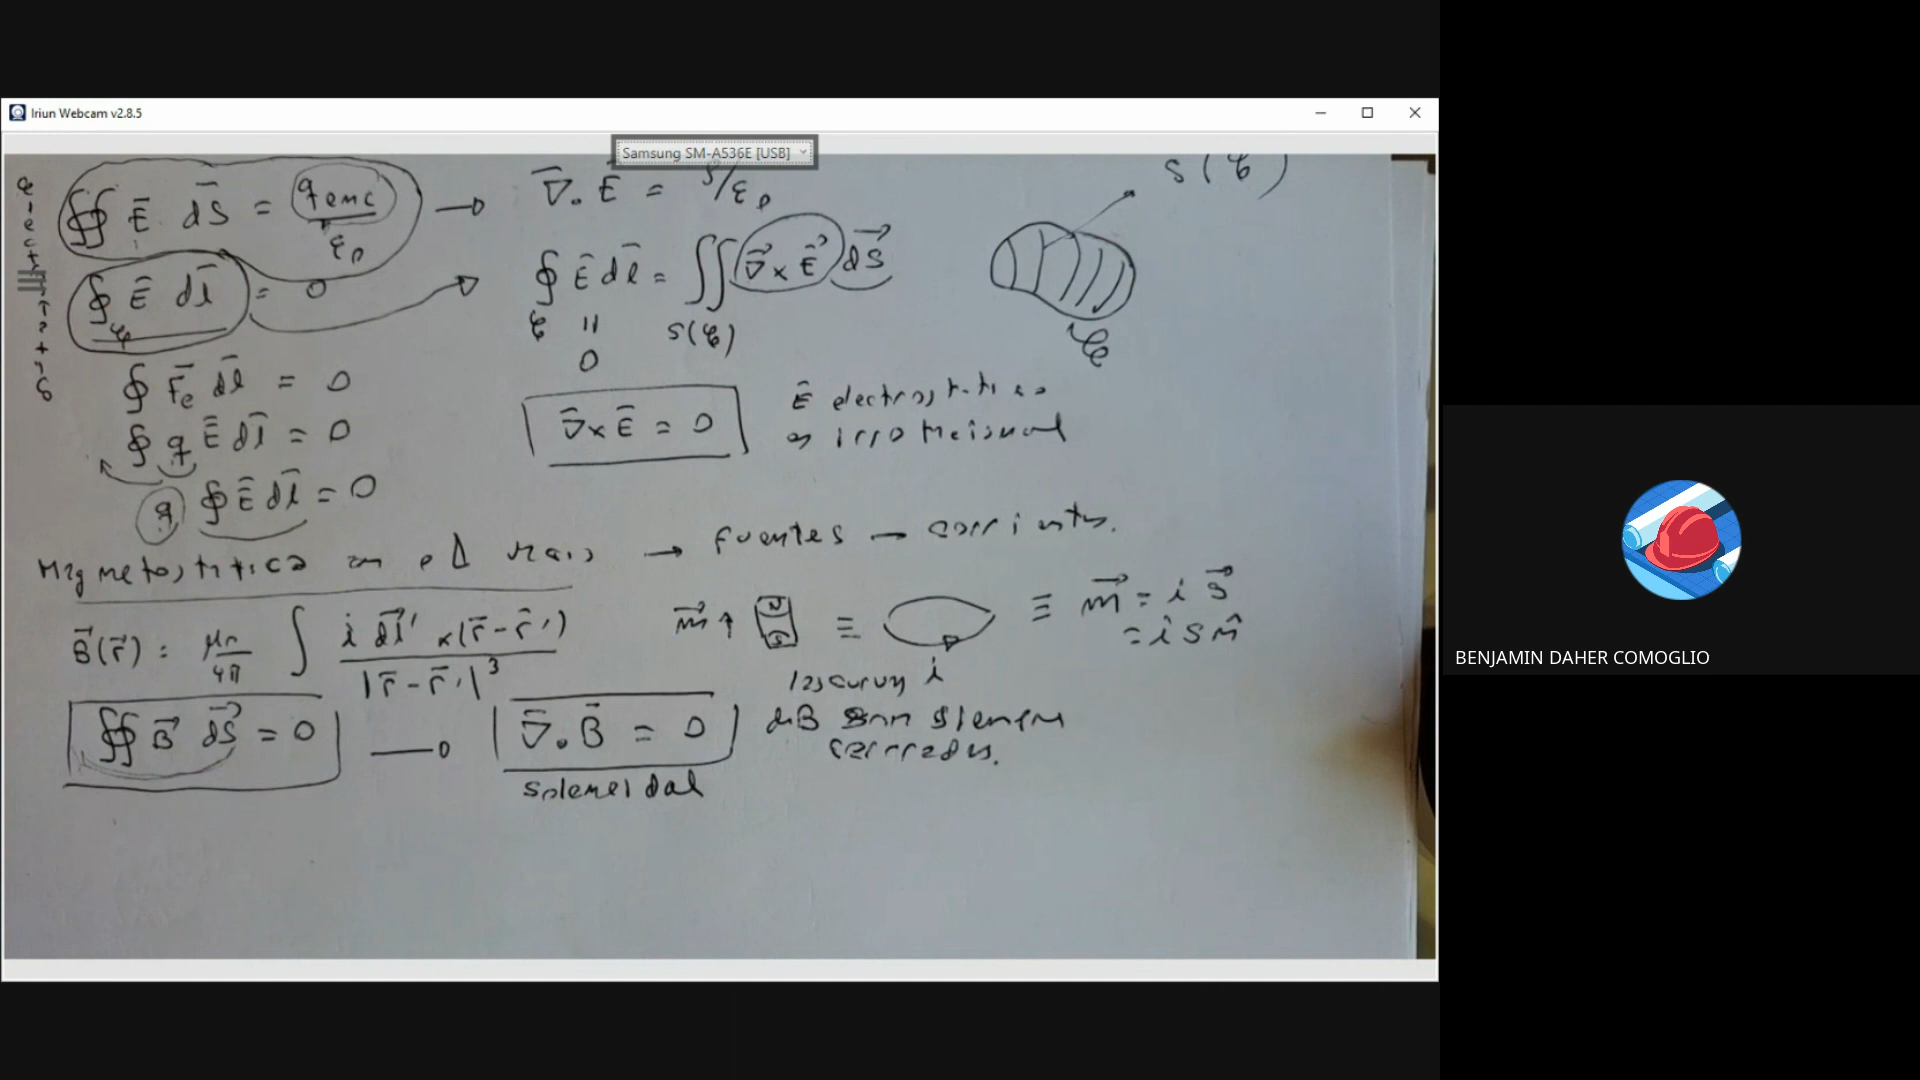 Iriun Webcam v2.8.5
Samsung SM-A536E [USB]
∯ Ē dS̄ = q enc / ε₀ → ∇̄ . Ē = ρ/ε₀
S(𝒞)
∮ Ē dl̄ = 0 → ∮ Ē dl̄ = ∬ ∇⃗ x E⃗ dS⃗
𝒞 𝒞 S(𝒞) 𝒞
॥
0
∮ F̄e dl̄ = 0
∮ q Ē dl̄ = 0
∇̄ x Ē = 0
Ē electrostático
es irrotacional
q ∮ Ē dl̄ = 0
Magnetostática en el vacío → fuentes → corrientes.
B⃗(r̄) = μ₀/4π ∫ i dl⃗' x (r̄ - r̄') / |r̄ - r̄'|³
m⃗ ↑ N S ≡ i ≡ m⃗ = i S⃗
= i S n̂
∯ B⃗ dS⃗ = 0 → ∇̄ . B̄ = 0
Las curvas
de B son siempre
cerradas.
solenoidal
BENJAMIN DAHER COMOGLIO